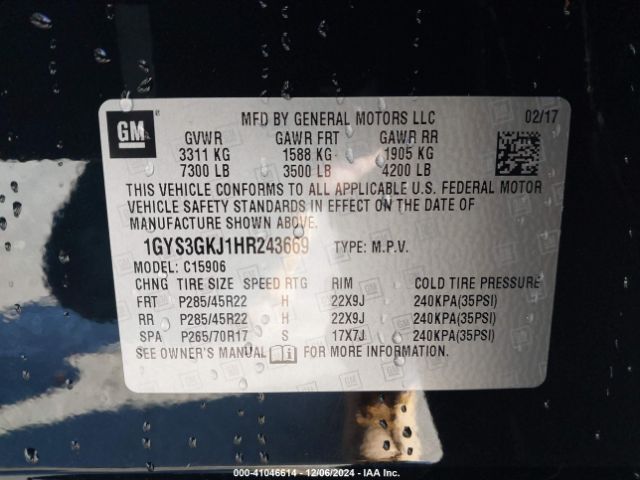 GM
MFD BY GENERAL MOTORS LLC 02/17
GVWR GAWR FRT GAWR RR
3311 KG 1588 KG 1905 KG
7300 LB 3500 LB 4200 LB
THIS VEHICLE CONFORMS TO ALL APPLICABLE U.S. FEDERAL MOTOR
VEHICLE SAFETY STANDARDS IN EFFECT ON THE DATE OF
MANUFACTURE SHOWN ABOVE.
1GYS3GKJ1HR243669 TYPE: M.P.V.
MODEL: C15906
CHNG TIRE SIZE SPEED RTG RIM COLD TIRE PRESSURE
FRT P285/45R22 H 22X9J 240KPA(35PSI)
RR P285/45R22 H 22X9J 240KPA(35PSI)
SPA P265/70R17 S 17X7J 240KPA(35PSI)
SEE OWNER'S MANUAL FOR MORE INFORMATION.
000-41046614 - 12/06/2024 - IAA Inc.